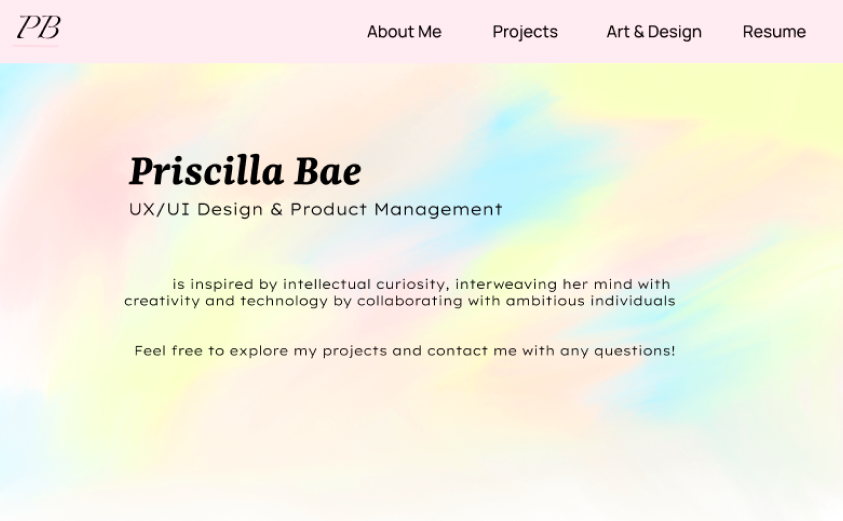 PB
About Me Projects Art & Design Resume
Priscilla Bae
UX/UI Design & Product Management
is inspired by intellectual curiosity, interweaving her mind with
creativity and technology by collaborating with ambitious individuals
Feel free to explore my projects and contact me with any questions!